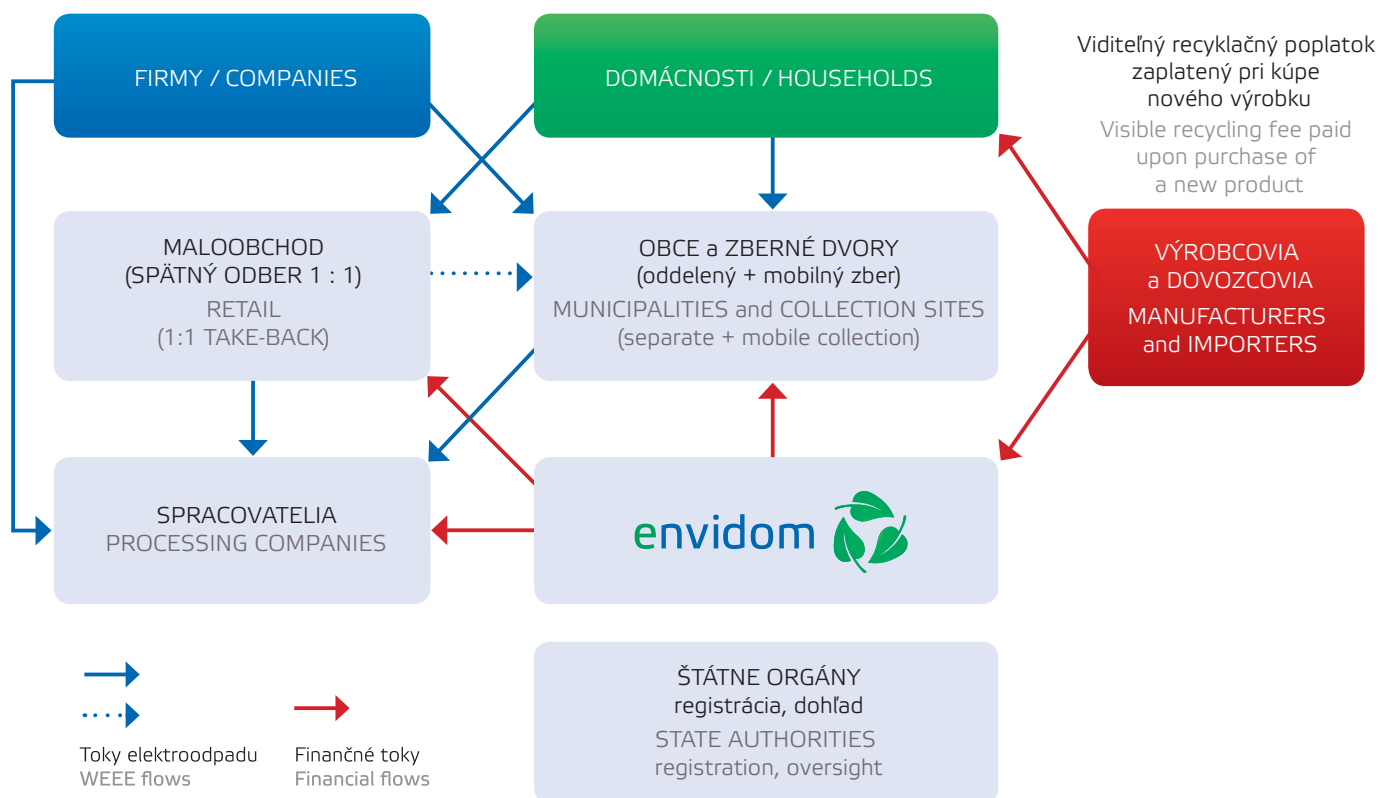 FIRMY / COMPANIES
DOMÁCNOSTI / HOUSEHOLDS
Viditeľný recyklačný poplatok
zaplatený pri kúpe
nového výrobku
Visible recycling fee paid
upon purchase of
a new product
MALOOBCHOD
(SPÄTNÝ ODBER 1 : 1)
RETAIL
(1:1 TAKE-BACK)
OBCE a ZBERNÉ DVORY
(oddelený + mobilný zber)
MUNICIPALITIES and COLLECTION SITES
(separate + mobile collection)
VÝROBCOVIA
a DOVOZCOVIA
MANUFACTURERS
and IMPORTERS
SPRACOVATELIA
PROCESSING COMPANIES
envidom
ŠTÁTNE ORGÁNY
registrácia, dohľad
STATE AUTHORITIES
registration, oversight
Toky elektroodpadu
WEEE flows
Finančné toky
Financial flows